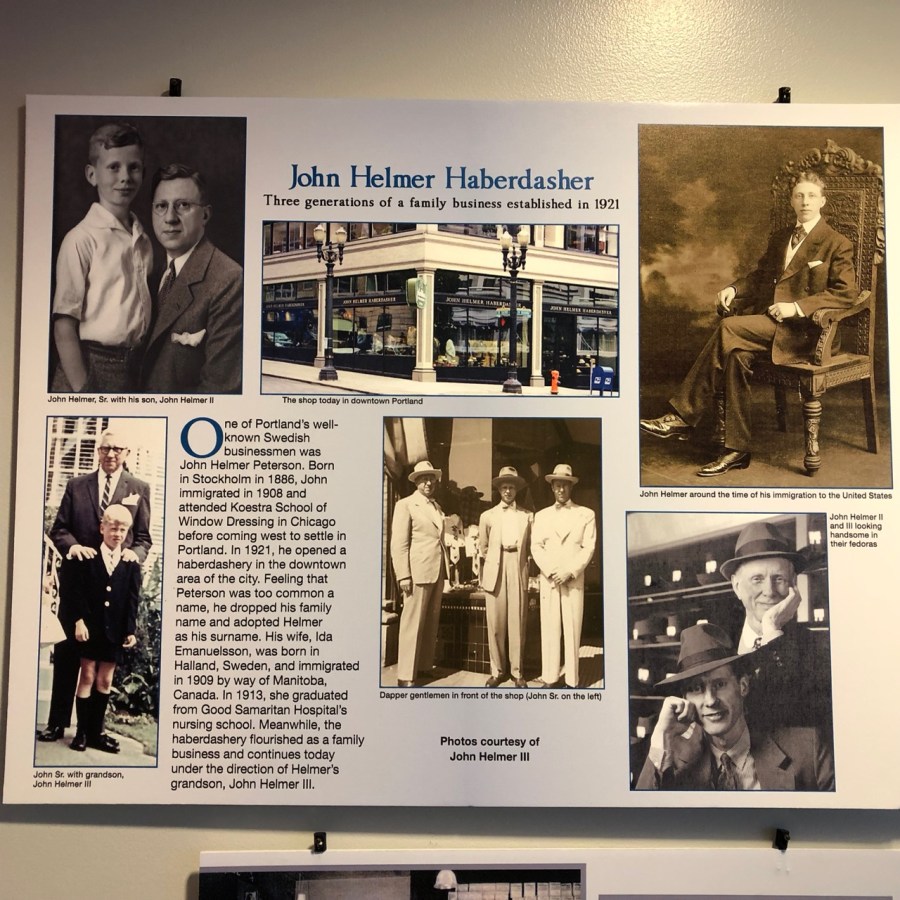 John Helmer Haberdasher
Three generations of a family business established in 1921
JOHN HELMER HABERDASHER
JOHN HELMER HABERDASHER
JOHN HELMER HABERDASHER
John Helmer, Sr. with his son, John Helmer II
The shop today in downtown Portland
John Helmer around the time of his immigration to the United States
One of Portland's well-
known Swedish
businessmen was
John Helmer Peterson. Born
in Stockholm in 1886, John
immigrated in 1908 and
attended Koestra School of
Window Dressing in Chicago
before coming west to settle in
Portland. In 1921, he opened a
haberdashery in the downtown
area of the city. Feeling that
Peterson was too common a
name, he dropped his family
name and adopted Helmer
as his surname. His wife, Ida
Emanuelsson, was born in
Halland, Sweden, and immigrated
in 1909 by way of Manitoba,
Canada. In 1913, she graduated
from Good Samaritan Hospital's
nursing school. Meanwhile, the
haberdashery flourished as a family
business and continues today
under the direction of Helmer's
grandson, John Helmer III.
John Sr. with grandson,
John Helmer III
Dapper gentlemen in front of the shop (John Sr. on the left)
Photos courtesy of
John Helmer III
John Helmer II
and III looking
handsome in
their fedoras